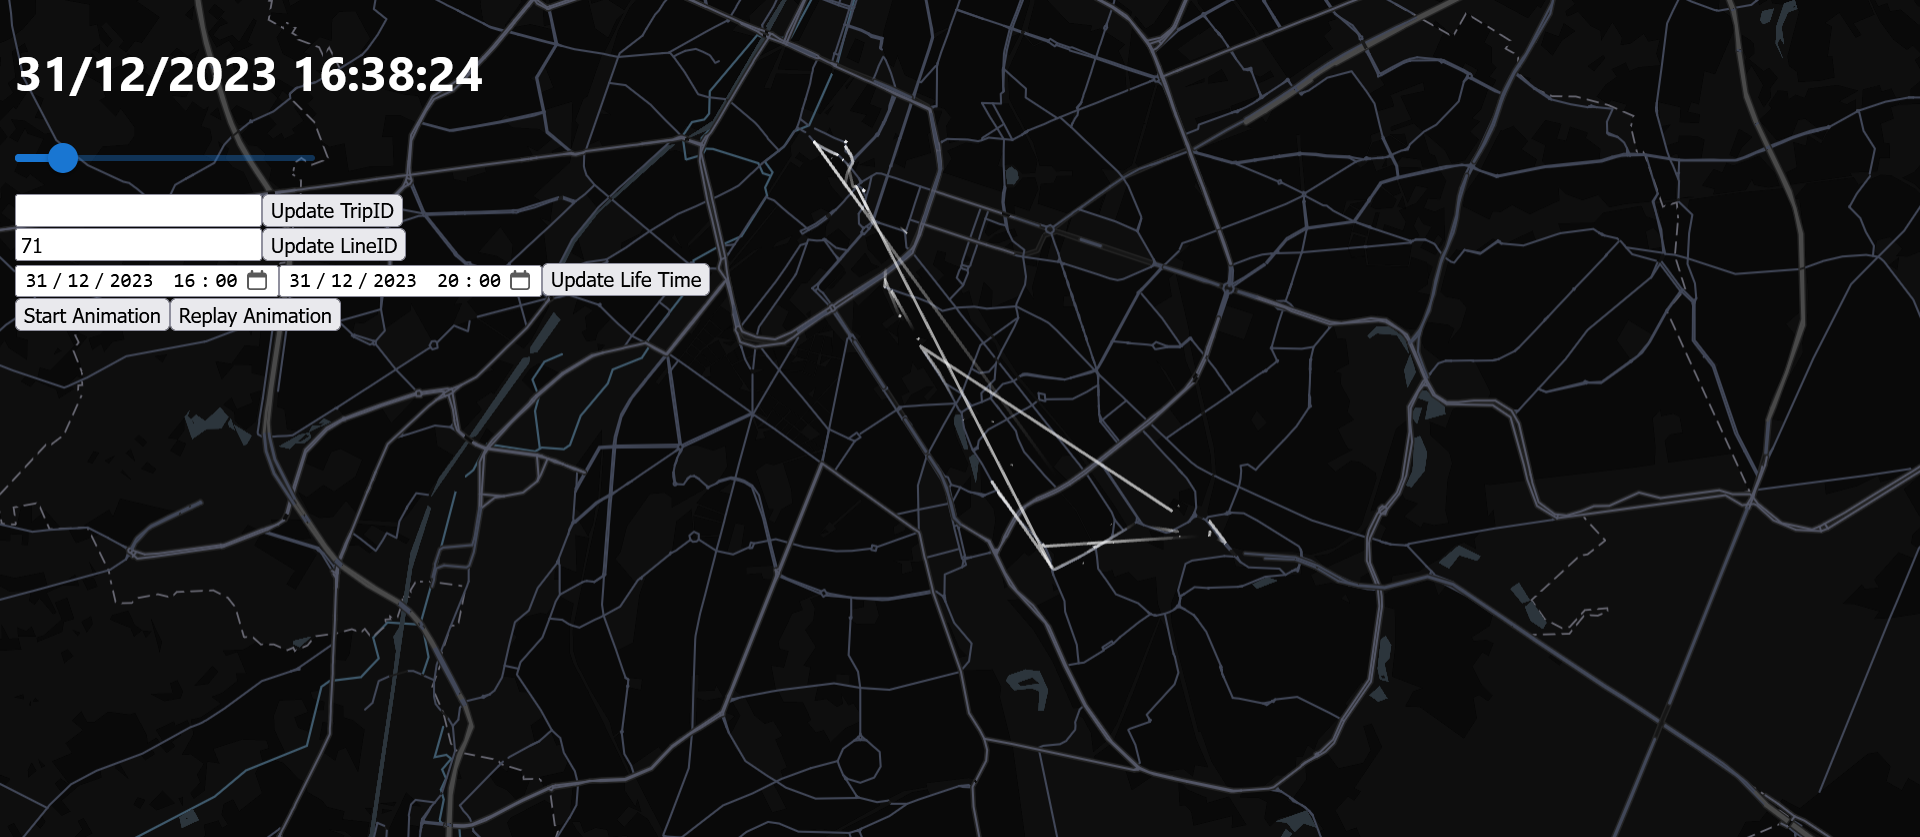 31/12/2023 16:38:24
Update TripID
71 Update LineID
31/12/2023 16:00 31/12/2023 20:00 Update Life Time
Start Animation Replay Animation